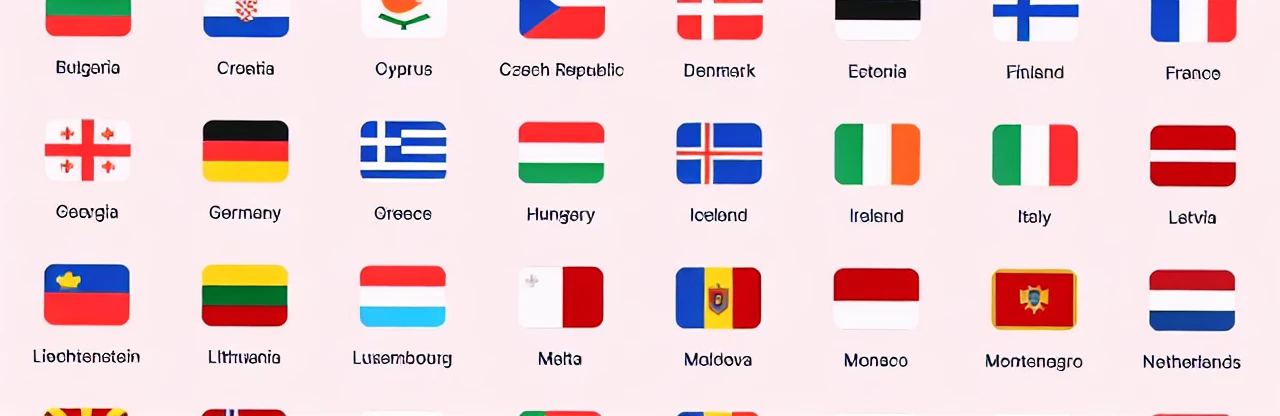 Bulgaria Croatia Cyprus Czech Republic Denmark Estonia Finland France
Georgia Germany Greece Hungary Iceland Ireland Italy Latvia
Liechtenstein Lithuania Luxembourg Malta Moldova Monaco Montenegro Netherlands